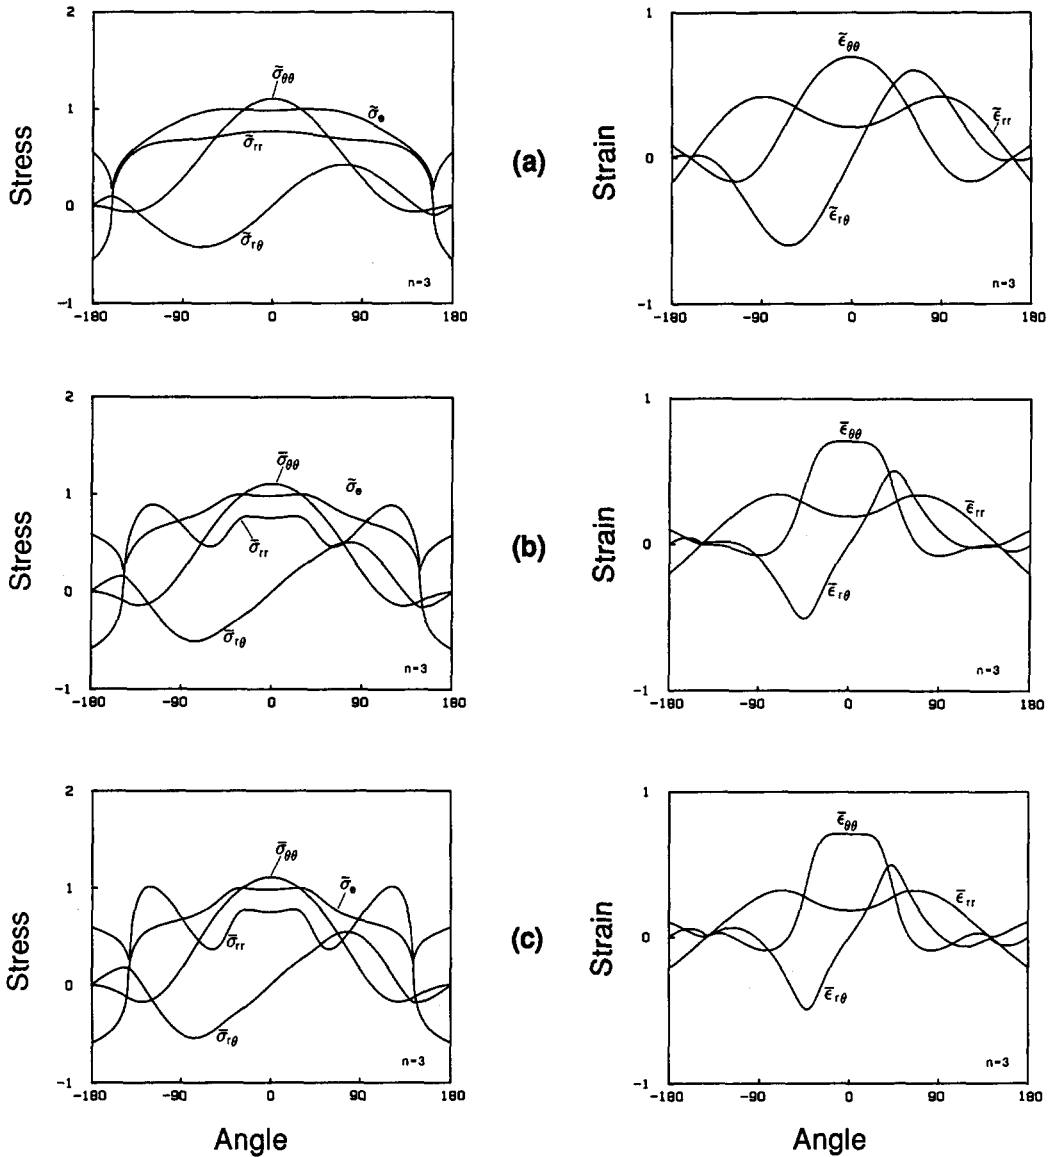 2
1
0
-1
Stress
σ̃θθ
σ̃e
σ̃rr
σ̃rθ
n=3
-180 -90 0 90 180
(a)
1
0
-1
Strain
ε̃θθ
ε̃rr
ε̃rθ
-180 -90 0 90 180
2
1
0
-1
Stress
σ̄θθ
σ̃e
σ̄rr
σ̄rθ
n=3
-180 -90 0 90 180
(b)
1
0
-1
Strain
ε̄θθ
ε̄rr
ε̄rθ
n=3
-180 -90 0 90 180
2
1
0
-1
Stress
σ̄θθ
σ̃e
σ̄rr
σ̄rθ
n=3
-180 -90 0 90 180
Angle
(c)
1
0
-1
Strain
ε̄θθ
ε̄rr
ε̄rθ
n=3
-180 -90 0 90 180
Angle